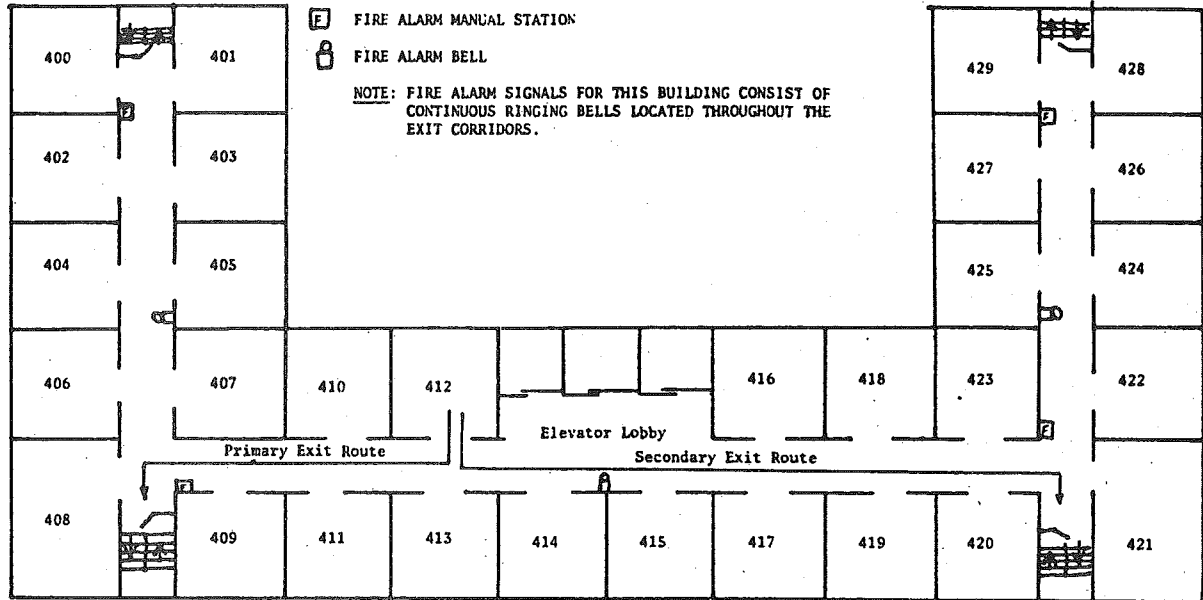 F FIRE ALARM MANUAL STATION
FIRE ALARM BELL
NOTE: FIRE ALARM SIGNALS FOR THIS BUILDING CONSIST OF
CONTINUOUS RINGING BELLS LOCATED THROUGHOUT THE
EXIT CORRIDORS.
400 401 429 428
F F
402 403 427 426
404 405 425 424
406 407 410 412 416 418 423 422
F
Elevator Lobby
Primary Exit Route Secondary Exit Route
F
408 409 411 413 414 415 417 419 420 421